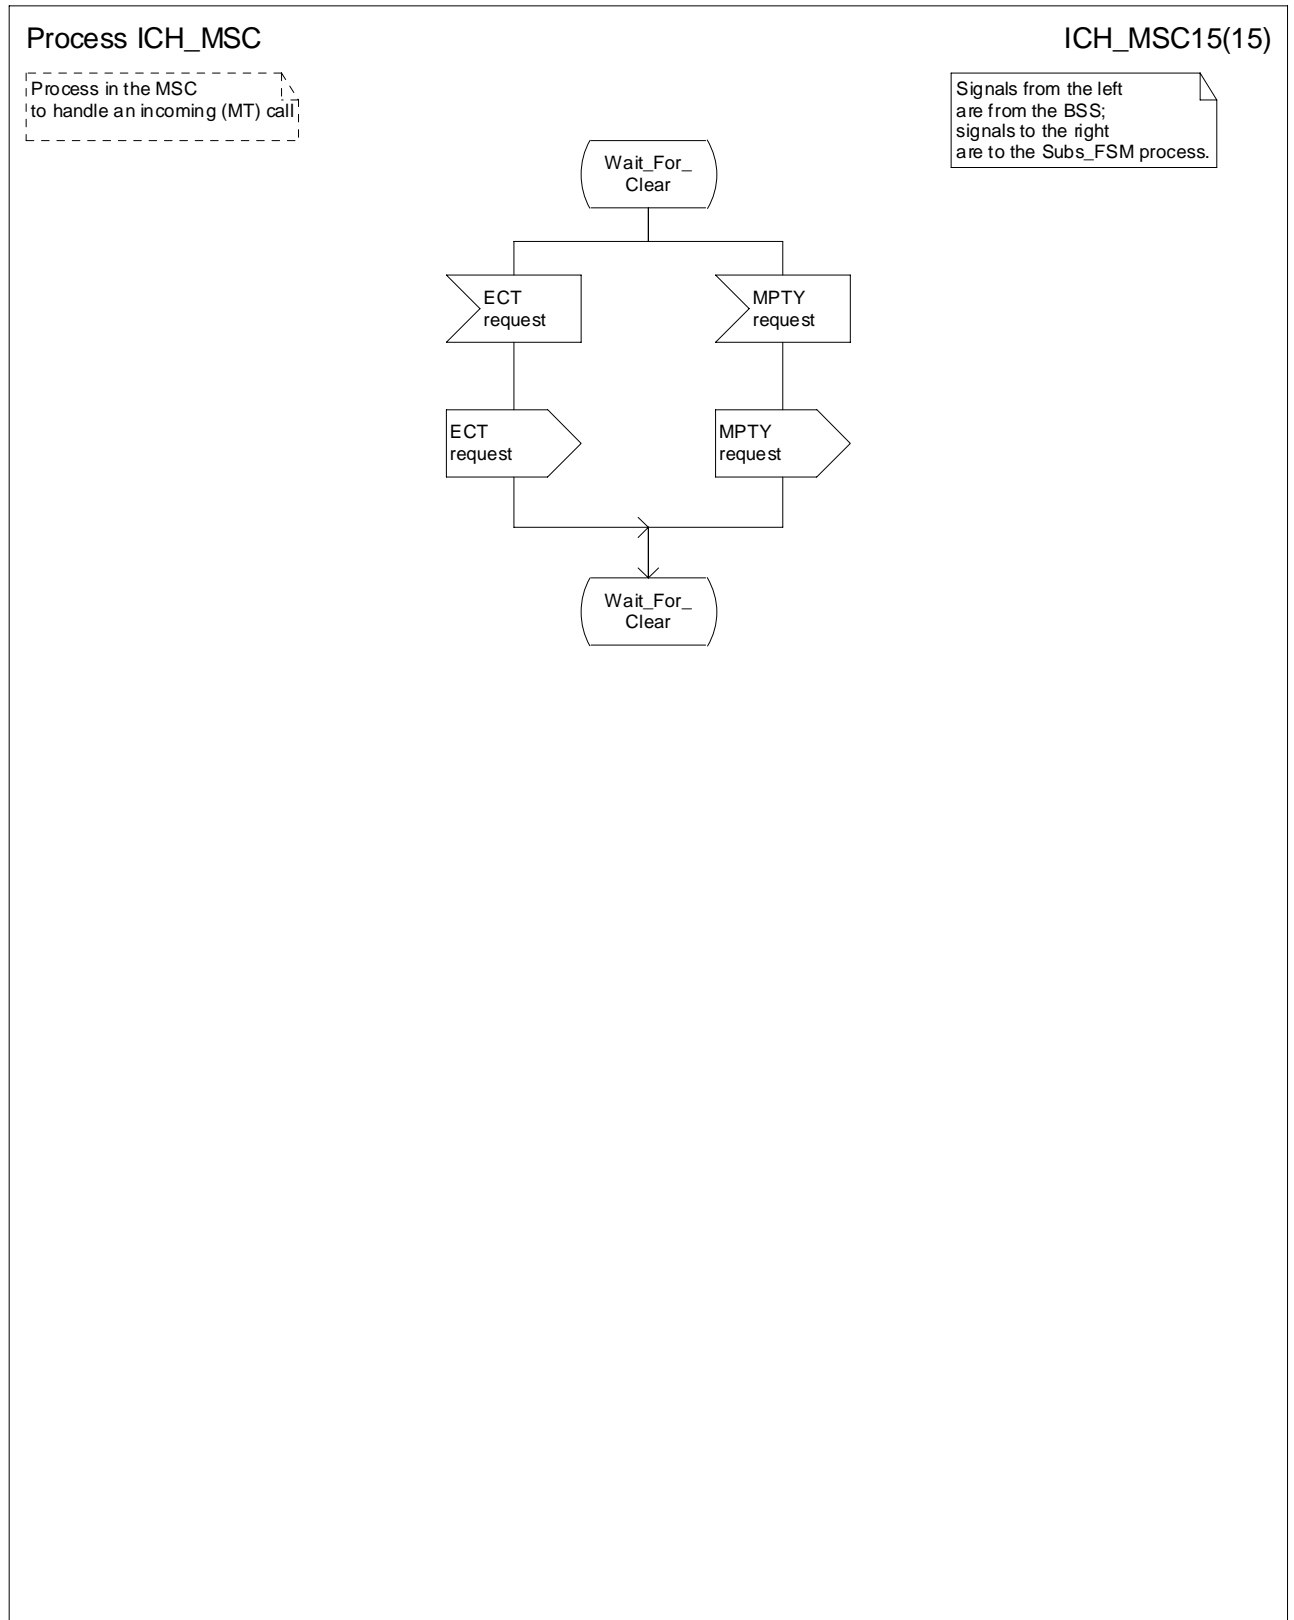 Process ICH_MSC
ICH_MSC15(15)
Process in the MSC
to handle an incoming (MT) call
Signals from the left
are from the BSS;
signals to the right
are to the Subs_FSM process.
Wait_For_
Clear
ECT
request
MPTY
request
ECT
request
MPTY
request
Wait_For_
Clear